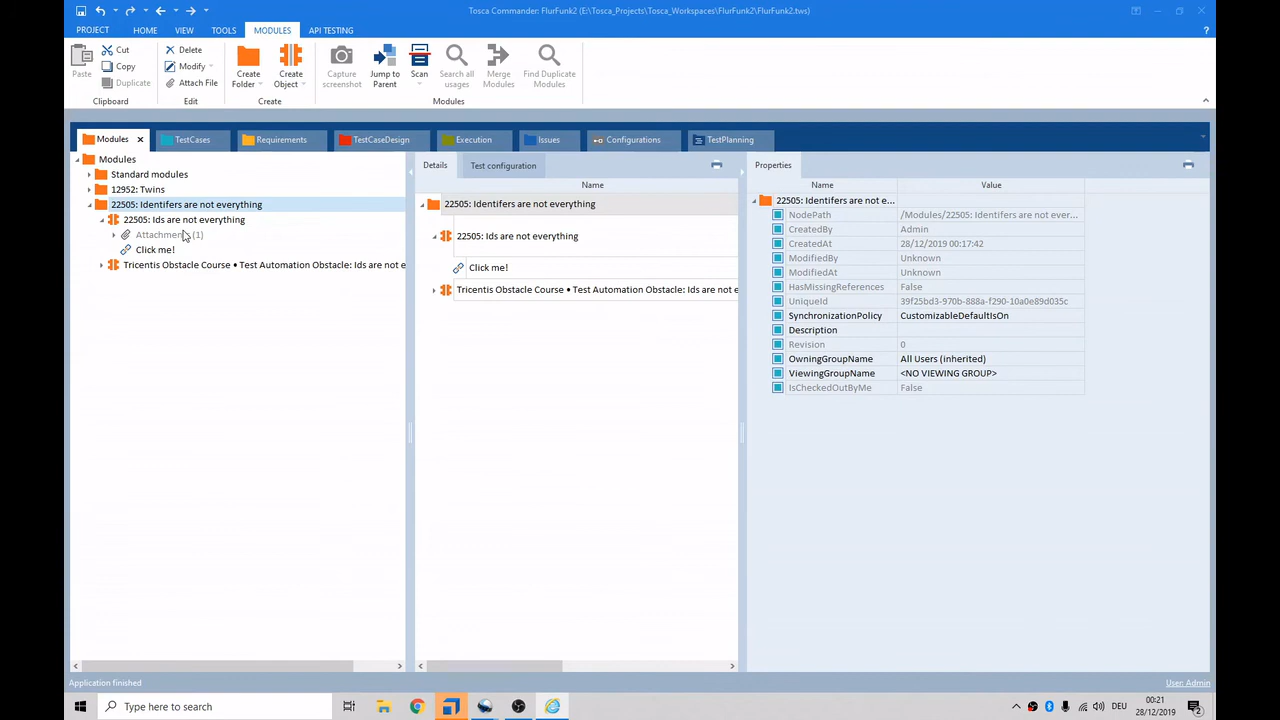 Tosca Commander: FlurFunk2 (E:\Tosca_Projects\Tosca_Workspaces\FlurFunk2\FlurFunk2.tws)
PROJECT HOME VIEW TOOLS MODULES API TESTING
Paste
Cut
Copy
Duplicate
Clipboard
Delete
Modify
Attach File
Edit
Create Folder
Create Object
Create
Capture screenshot
Jump to Parent
Scan
Search all usages
Merge Modules
Find Duplicate Modules
Modules
Modules TestCases Requirements TestCaseDesign Execution Issues Configurations TestPlanning
Modules
Standard modules
12952: Twins
22505: Identifers are not everything
22505: Ids are not everything
Attachments (1)
Click me!
Tricentis Obstacle Course • Test Automation Obstacle: Ids are not e
Details Test configuration
Name
22505: Identifers are not everything
22505: Ids are not everything
Click me!
Tricentis Obstacle Course • Test Automation Obstacle: Ids are not e
Properties
Name Value
22505: Identifers are not e...
NodePath /Modules/22505: Identifers are not ever...
CreatedBy Admin
CreatedAt 28/12/2019 00:17:42
ModifiedBy Unknown
ModifiedAt Unknown
HasMissingReferences False
UniqueId 39f25bd3-970b-888a-f290-10a0e89d035c
SynchronizationPolicy CustomizableDefaultIsOn
Description
Revision 0
OwningGroupName All Users (inherited)
ViewingGroupName <NO VIEWING GROUP>
IsCheckedOutByMe False
Application finished
User: Admin
Type here to search
DEU
00:21
28/12/2019
2